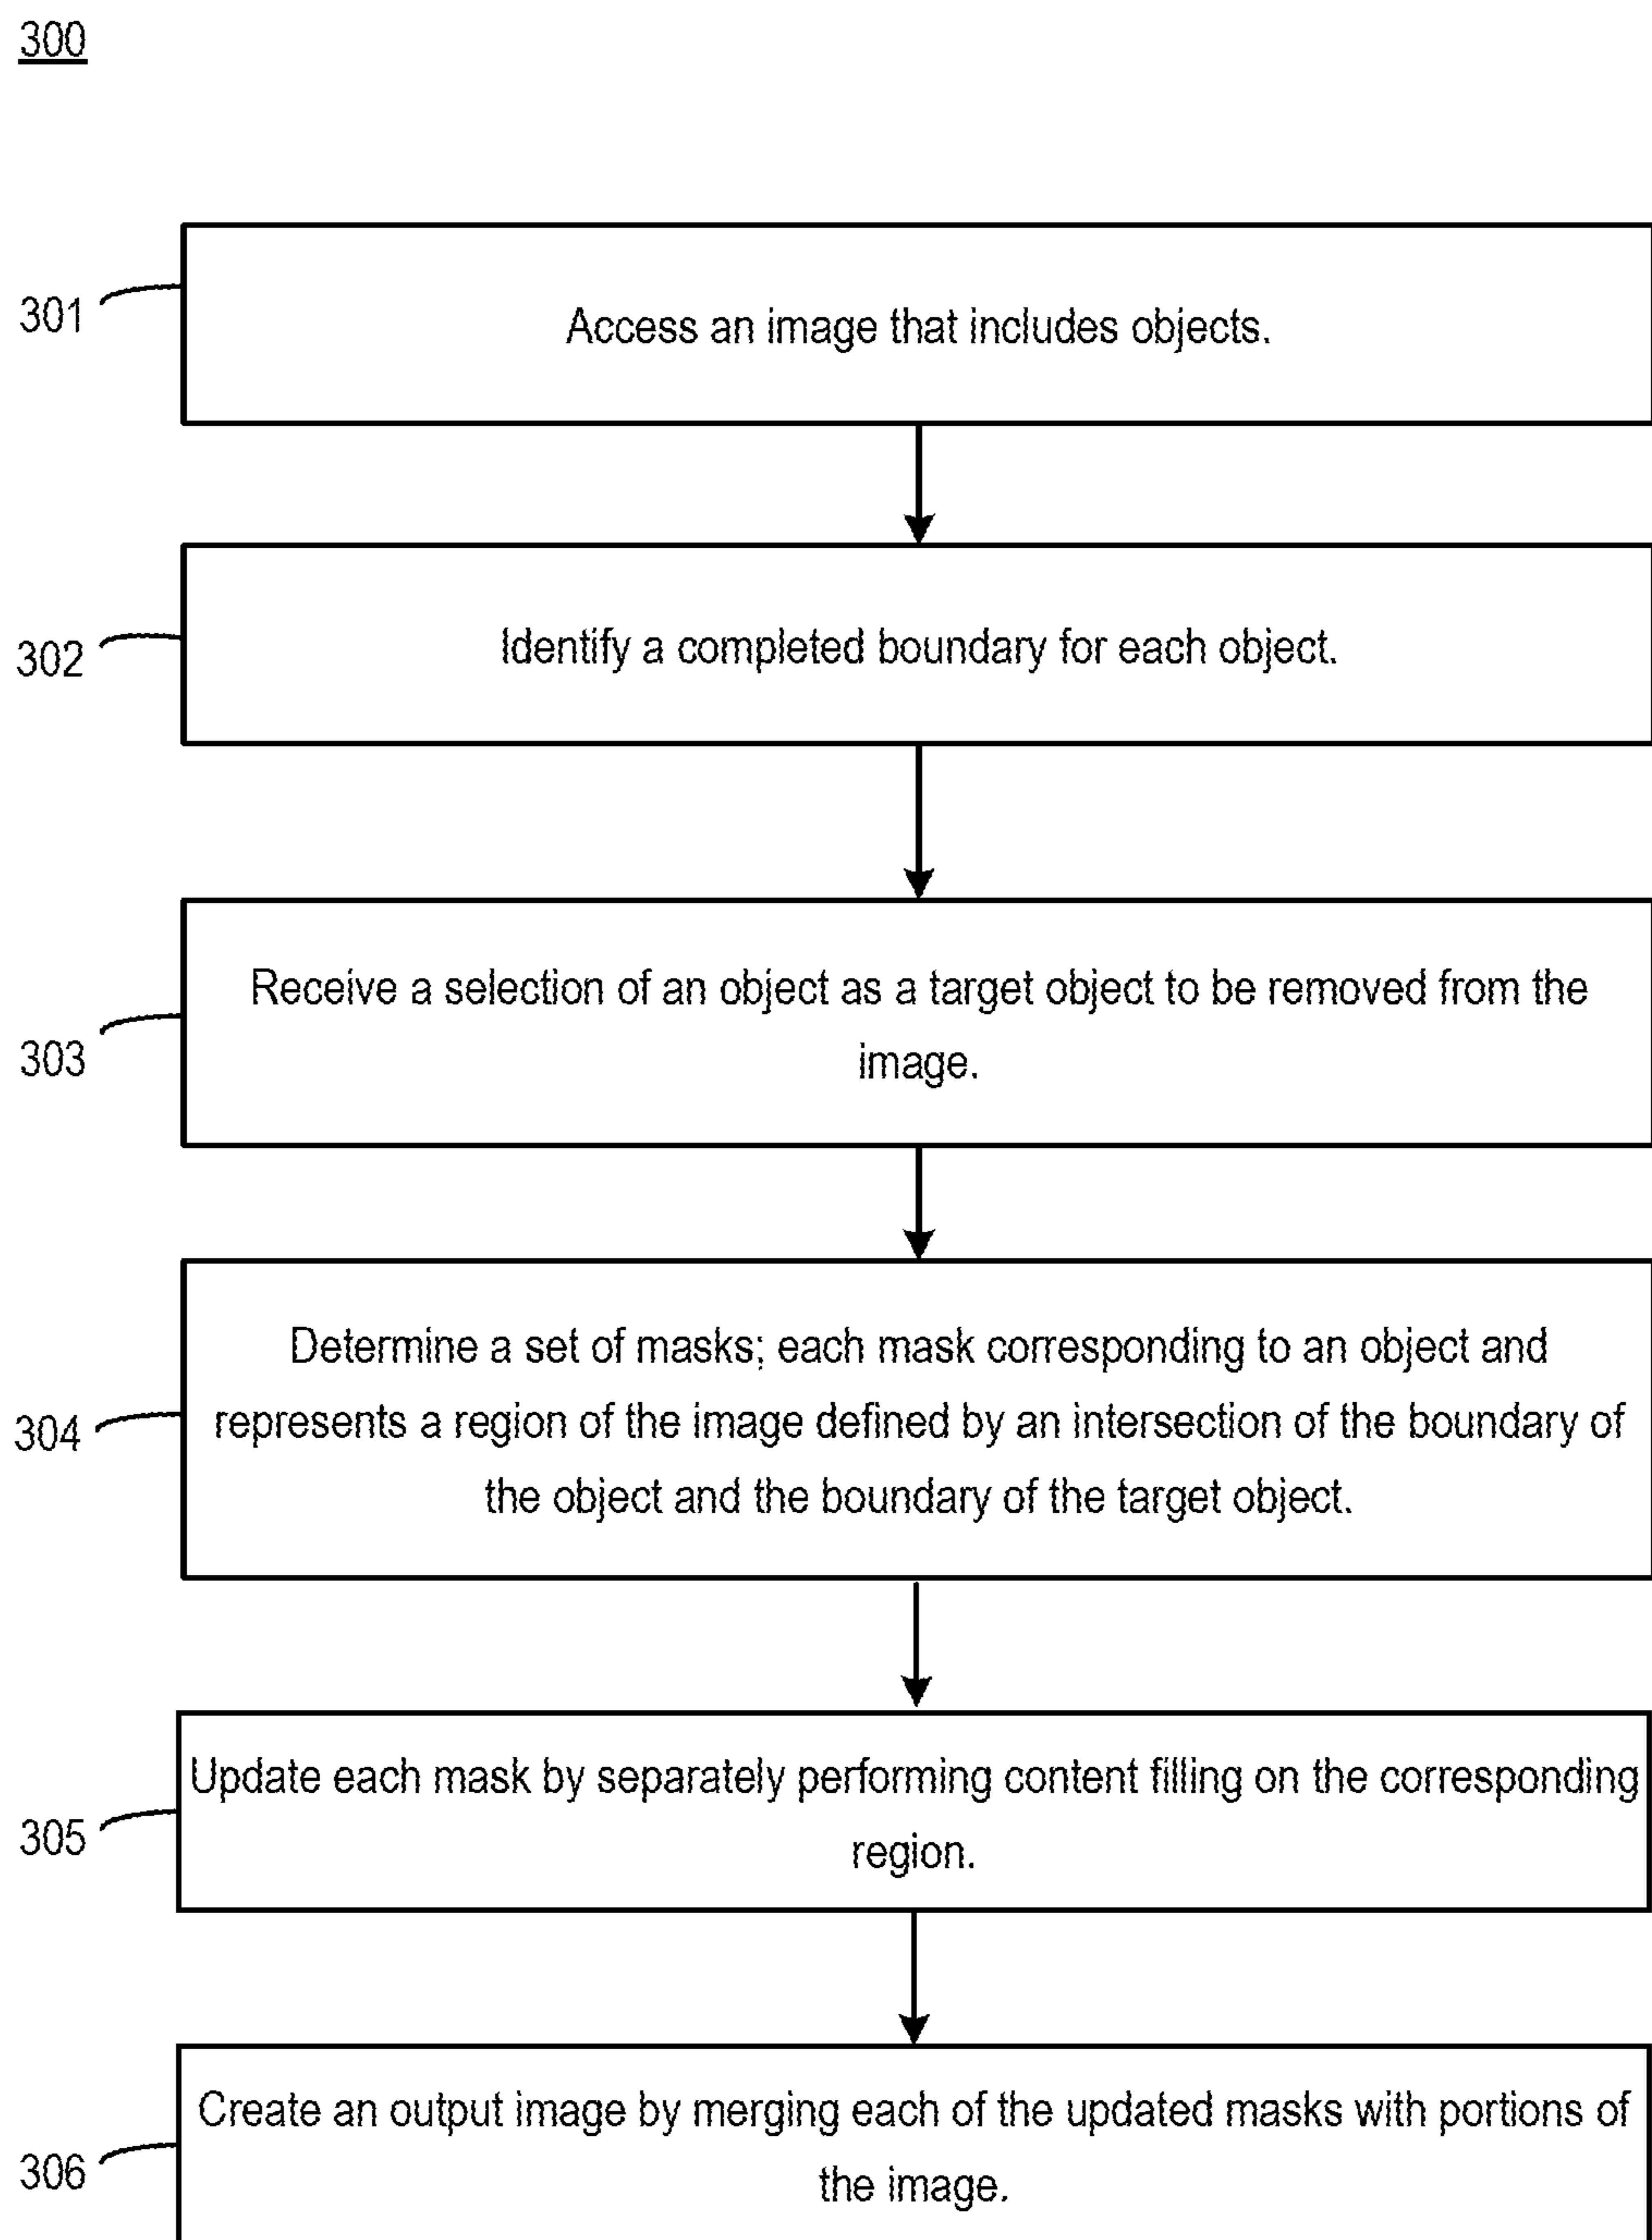 300
301
Access an image that includes objects.
302
Identify a completed boundary for each object.
303
Receive a selection of an object as a target object to be removed from the
image.
304
Determine a set of masks; each mask corresponding to an object and
represents a region of the image defined by an intersection of the boundary of
the object and the boundary of the target object.
305
Update each mask by separately performing content filling on the corresponding
region.
306
Create an output image by merging each of the updated masks with portions of
the image.